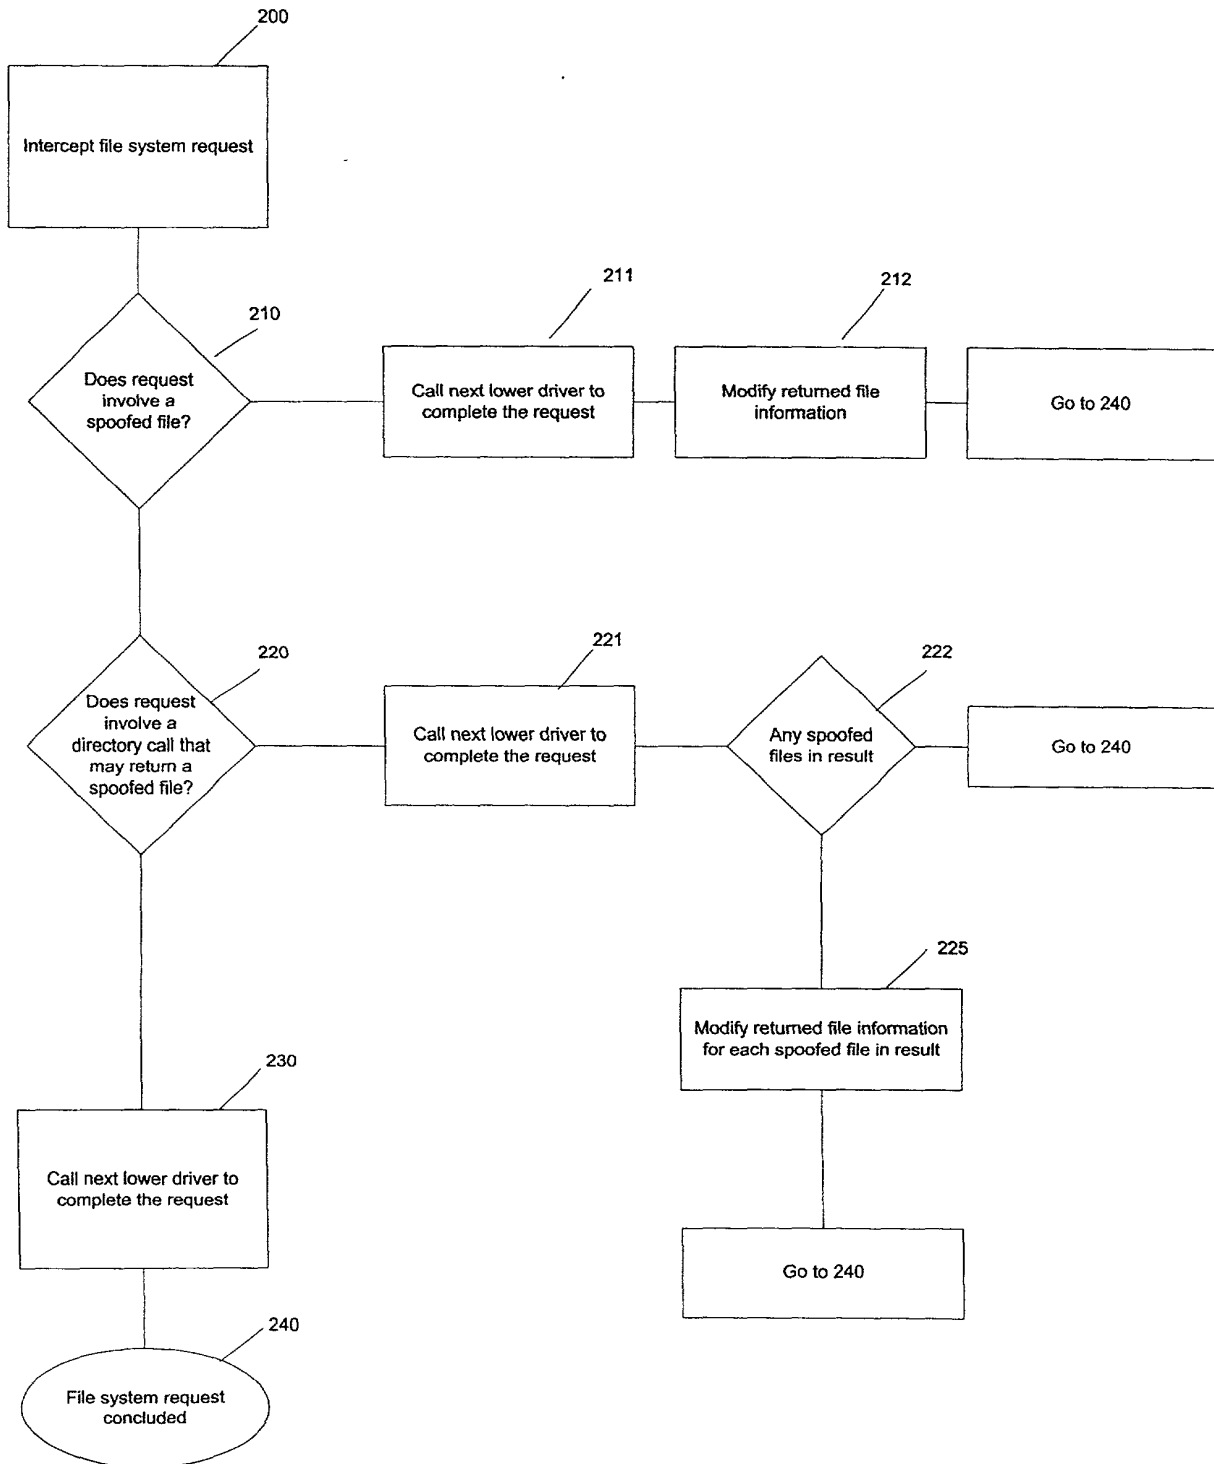 200
Intercept file system request
210
Does request
involve a
spoofed file?
211
Call next lower driver to
complete the request
212
Modify returned file
information
Go to 240
220
Does request
involve a
directory call that
may return a
spoofed file?
221
Call next lower driver to
complete the request
222
Any spoofed
files in result
Go to 240
225
Modify returned file information
for each spoofed file in result
Go to 240
230
Call next lower driver to
complete the request
240
File system request
concluded